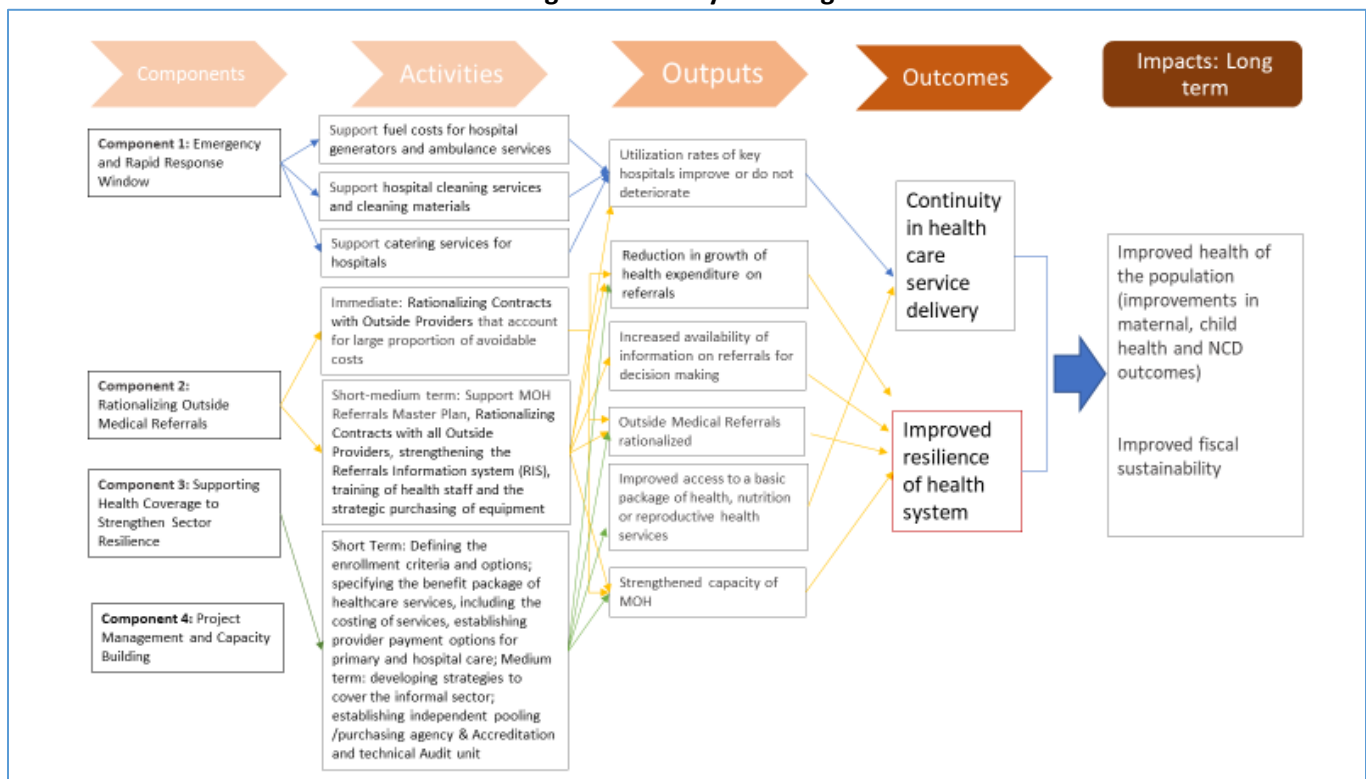 Components
Activities
Outputs
Outcomes
Impacts: Long
term
Component 1: Emergency
and Rapid Response
Window
Component 2:
Rationalizing Outside
Medical Referrals
Component 3: Supporting
Health Coverage to
Strengthen Sector
Resilience
Component 4: Project
Management and Capacity
Building
Support fuel costs for hospital
generators and ambulance services
Support hospital cleaning services
and cleaning materials
Support catering services for
hospitals
Immediate: Rationalizing Contracts
with Outside Providers that account
for large proportion of avoidable
costs
Short-medium term: Support MOH
Referrals Master Plan, Rationalizing
Contracts with all Outside
Providers, strengthening the
Referrals Information system (RIS),
training of health staff and the
strategic purchasing of equipment
Short Term: Defining the
enrollment criteria and options;
specifying the benefit package of
healthcare services, including the
costing of services, establishing
provider payment options for
primary and hospital care; Medium
term: developing strategies to
cover the informal sector;
establishing independent pooling
/purchasing agency & Accreditation
and technical Audit unit
Utilization rates of key
hospitals improve or do not
deteriorate
Reduction in growth of
health expenditure on
referrals
Increased availability of
information on referrals for
decision making
Outside Medical Referrals
rationalized
Improved access to a basic
package of health, nutrition
or reproductive health
services
Strengthened capacity of
MOH
Continuity
in health
care
service
delivery
Improved
resilience
of health
system
Improved health of
the population
(improvements in
maternal, child
health and NCD
outcomes)
Improved fiscal
sustainability